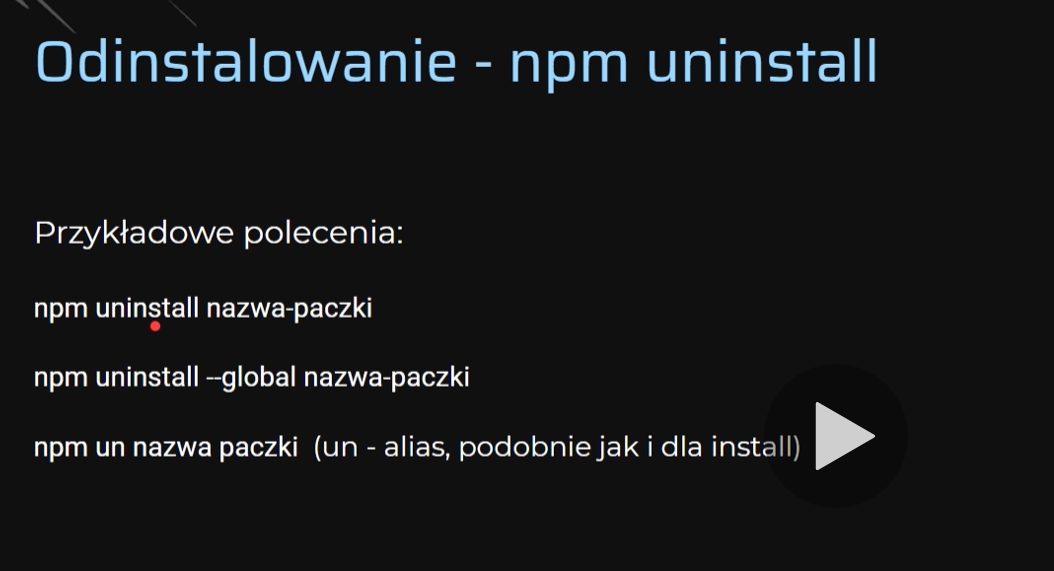 Odinstalowanie - npm uninstall
Przykładowe polecenia:
npm uninstall nazwa-paczki
npm uninstall --global nazwa-paczki
npm un nazwa paczki (un - alias, podobnie jak i dla install)